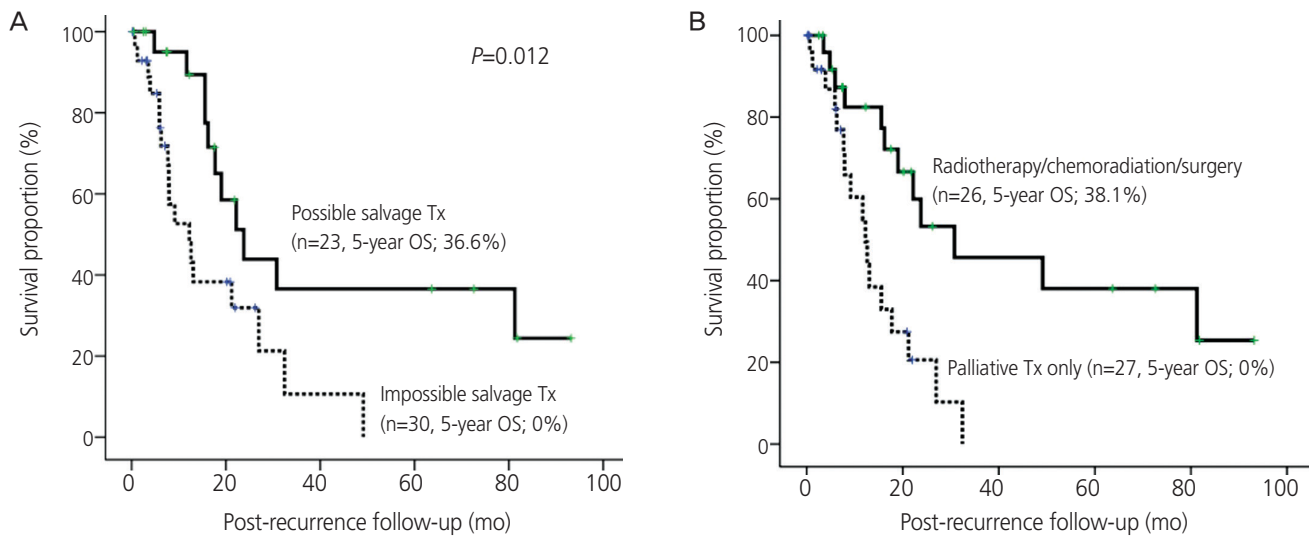 A
P=0.012
Survival proportion (%)
100
80
60
40
20
0
Possible salvage Tx
(n=23, 5-year OS; 36.6%)
Impossible salvage Tx
(n=30, 5-year OS; 0%)
0 20 40 60 80 100
Post-recurrence follow-up (mo)
B
Survival proportion (%)
100
80
60
40
20
0
Radiotherapy/chemoradiation/surgery
(n=26, 5-year OS; 38.1%)
Palliative Tx only (n=27, 5-year OS; 0%)
0 20 40 60 80 100
Post-recurrence follow-up (mo)